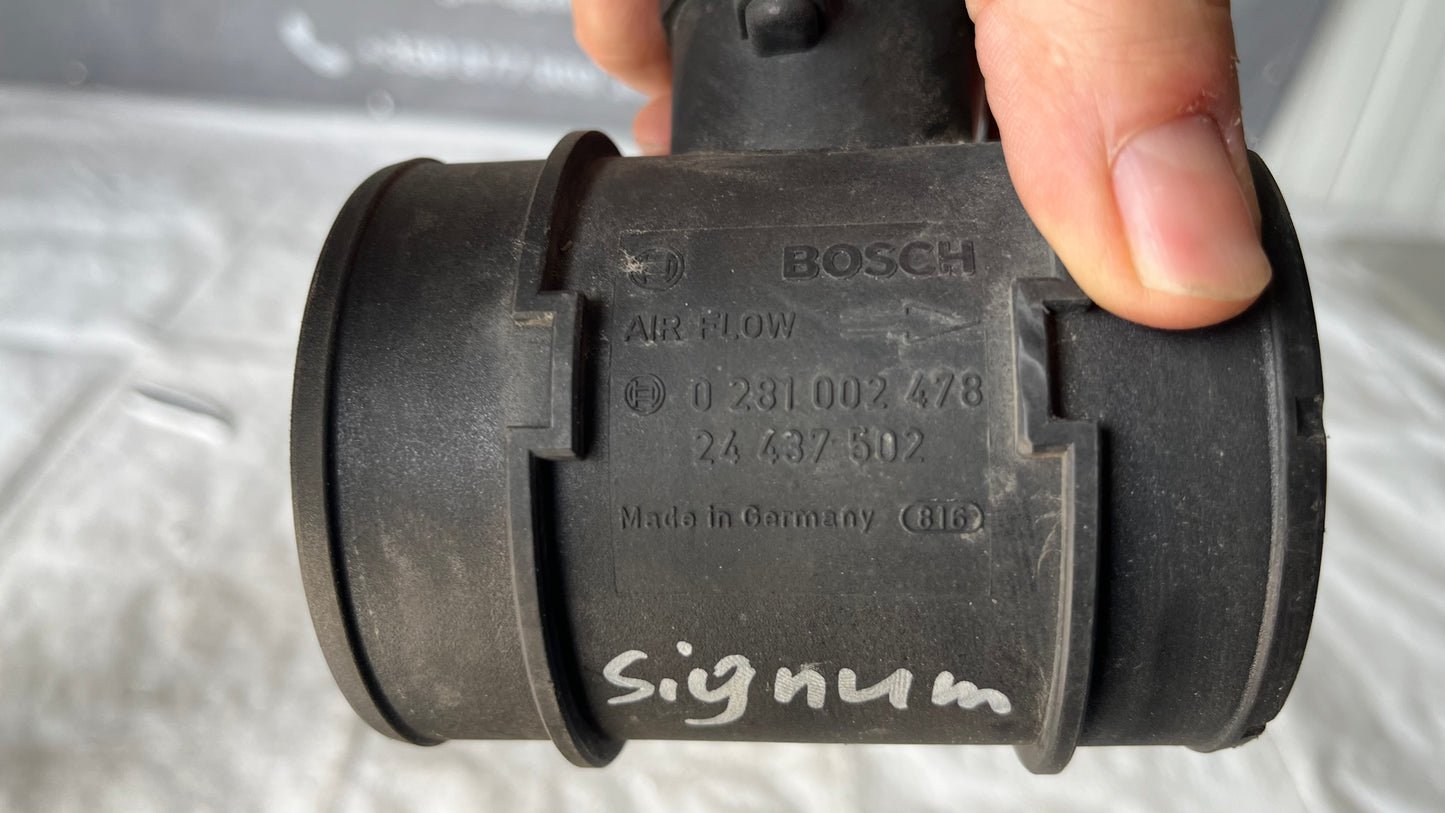 BOSCH
AIR FLOW
0 281 002 478
24 437 502
Made in Germany 816
Signum